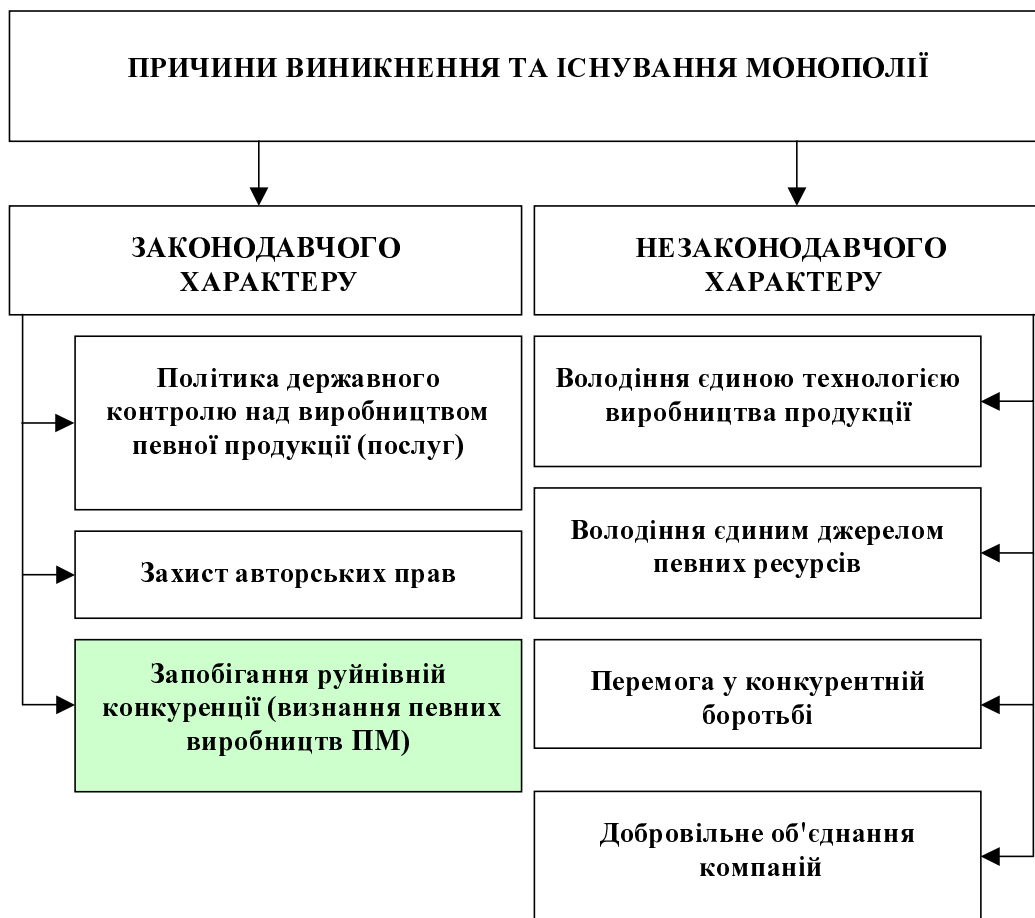 ПРИЧИНИ ВИНИКНЕННЯ ТА ІСНУВАННЯ МОНОПОЛІЇ
ЗАКОНОДАВЧОГО
ХАРАКТЕРУ
Політика державного
контролю над виробництвом
певної продукції (послуг)
Захист авторських прав
Запобігання руйнівній
конкуренції (визнання певних
виробництв ПМ)
НЕЗАКОНОДАВЧОГО
ХАРАКТЕРУ
Володіння єдиною технологією
виробництва продукції
Володіння єдиним джерелом
певних ресурсів
Перемога у конкурентній
боротьбі
Добровільне об'єднання
компаній